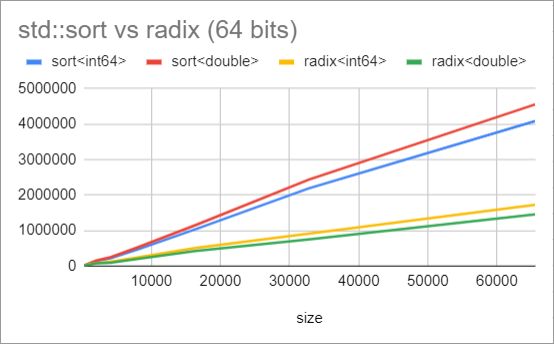 std::sort vs radix (64 bits)
sort<int64> sort<double> radix<int64> radix<double>
5000000
4000000
3000000
2000000
1000000
0
10000 20000 30000 40000 50000 60000
size